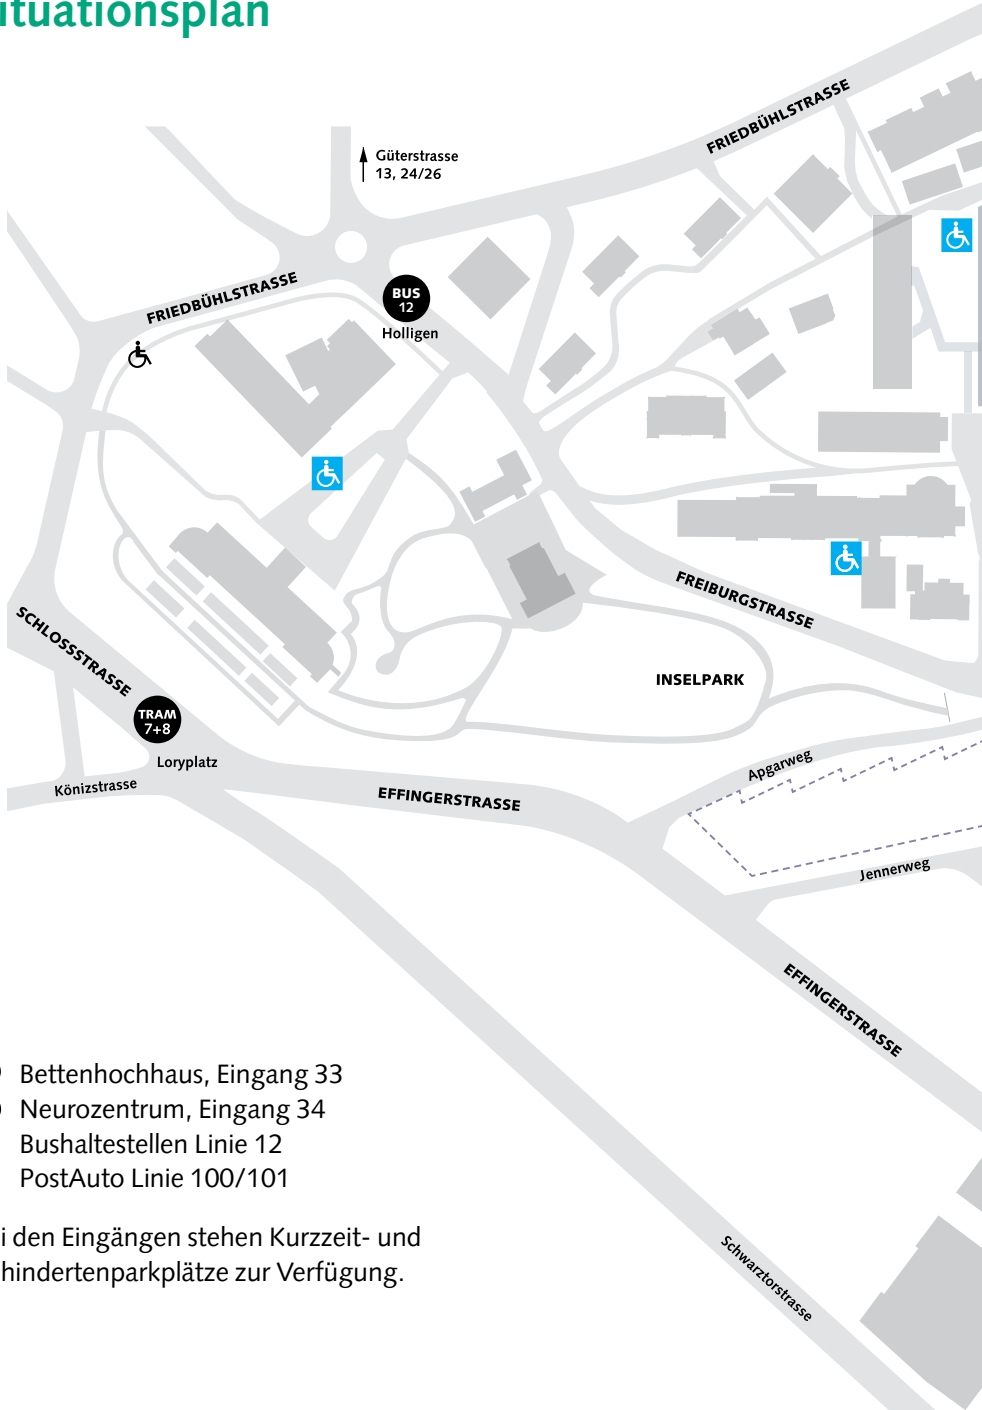 ituationsplan
FRIEDBÜHLSTRASSE
Güterstrasse
13, 24/26
FRIEDBÜHLSTRASSE
BUS
12
Holligen
FREIBURGSTRASSE
SCHLOSSSTRASSE
INSELPARK
TRAM
7+8
Loryplatz
Apgarweg
Könizstrasse
EFFINGERSTRASSE
Jennerweg
EFFINGERSTRASSE
Bettenhochhaus, Eingang 33
Neurozentrum, Eingang 34
Bushaltestellen Linie 12
PostAuto Linie 100/101
i den Eingängen stehen Kurzzeit- und
hindertenparkplätze zur Verfügung.
Schwarztorstrasse